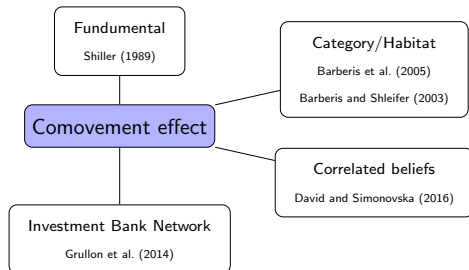 Fundumental
Shiller (1989)
Category/Habitat
Barberis et al. (2005)
Barberis and Shleifer (2003)
Comovement effect
Correlated beliefs
David and Simonovska (2016)
Investment Bank Network
Grullon et al. (2014)